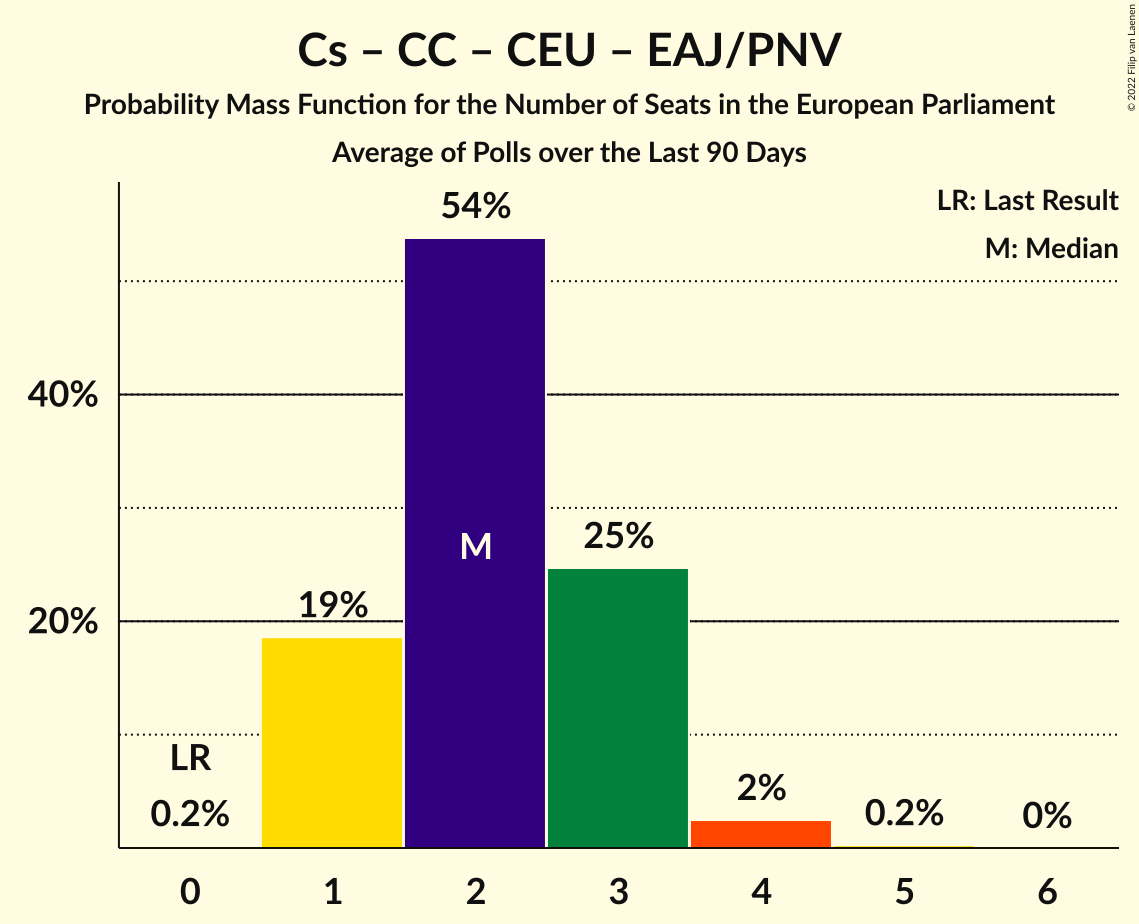 Cs – CC – CEU – EAJ/PNV
Probability Mass Function for the Number of Seats in the European Parliament
Average of Polls over the Last 90 Days
© 2022 Filip van Laenen
LR: Last Result
M: Median
54%
40%
M
25%
19%
20%
LR
0.2%
2%
0.2%
0%
0 1 2 3 4 5 6